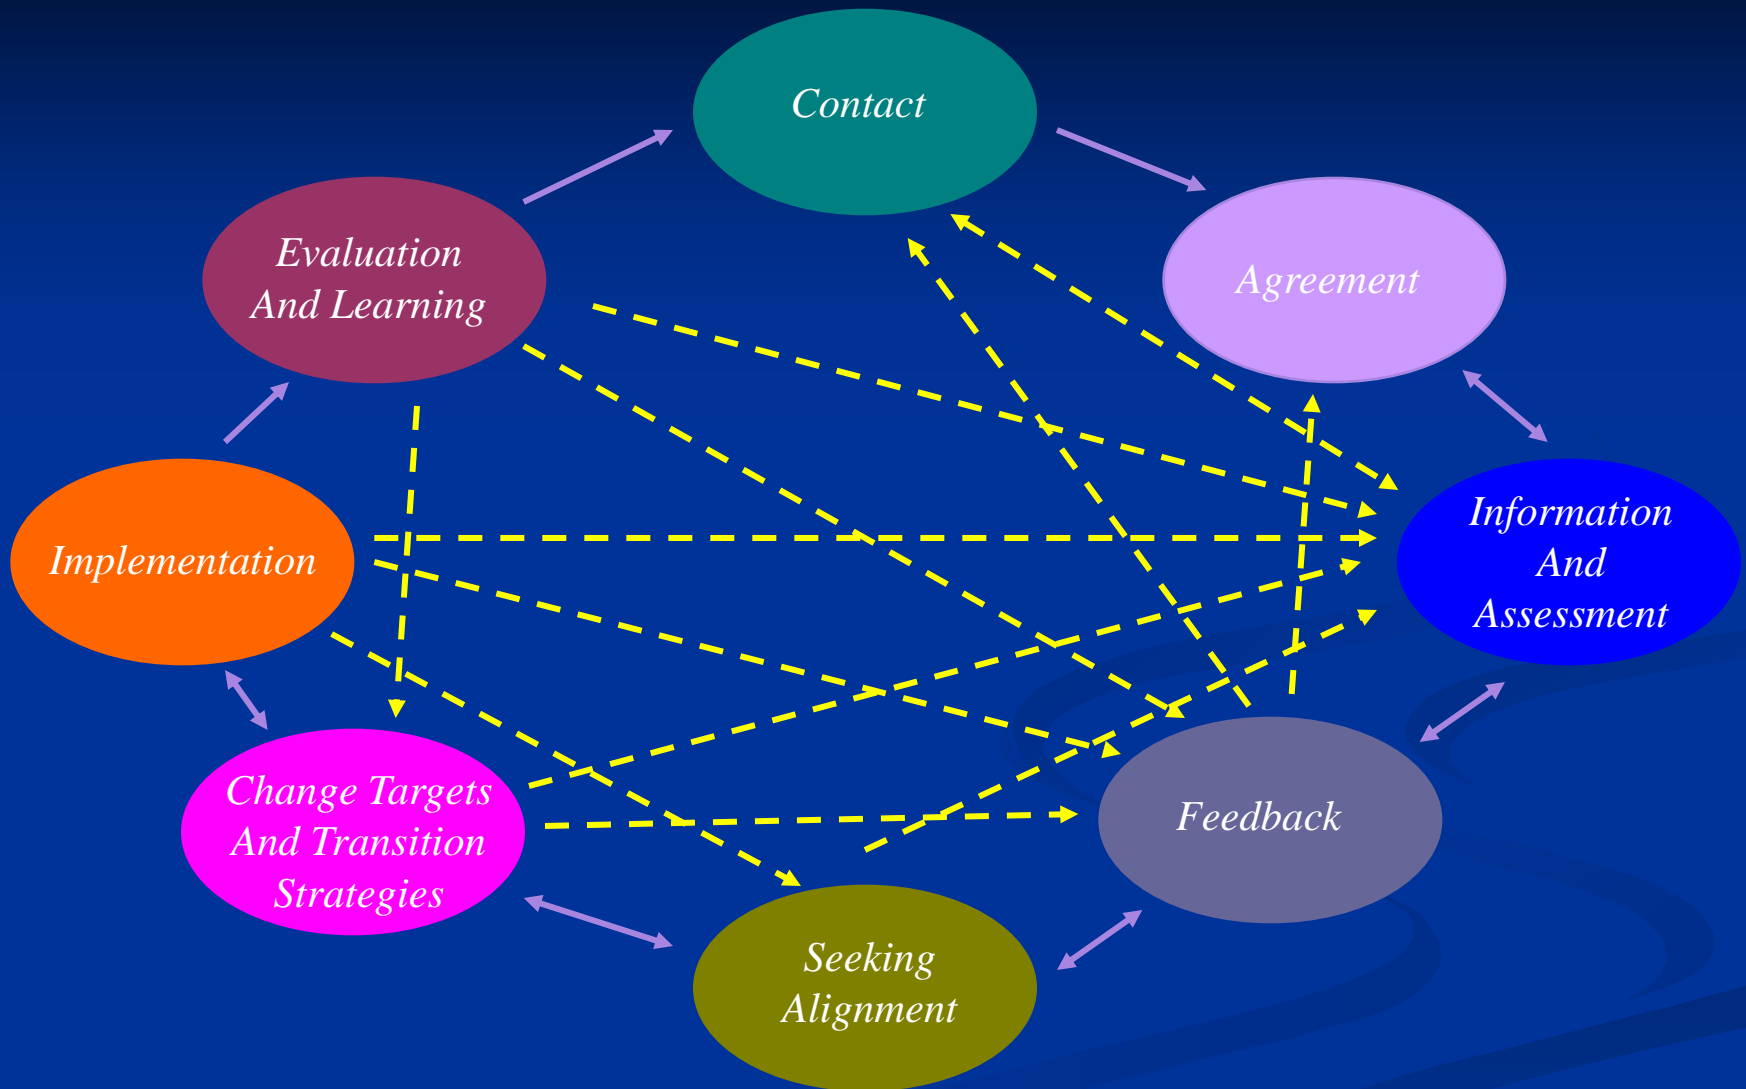 Contact
Evaluation
And Learning
Agreement
Information
And
Assessment
Implementation
Change Targets
And Transition
Strategies
Feedback
Seeking
Alignment